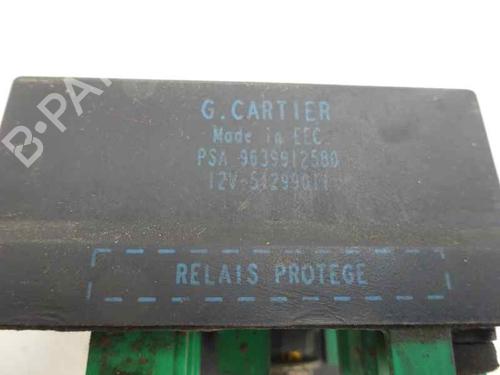 G.CARTIER
Made in EEC
PSA 9639912580
12V-51299011
RELAIS PROTEGE